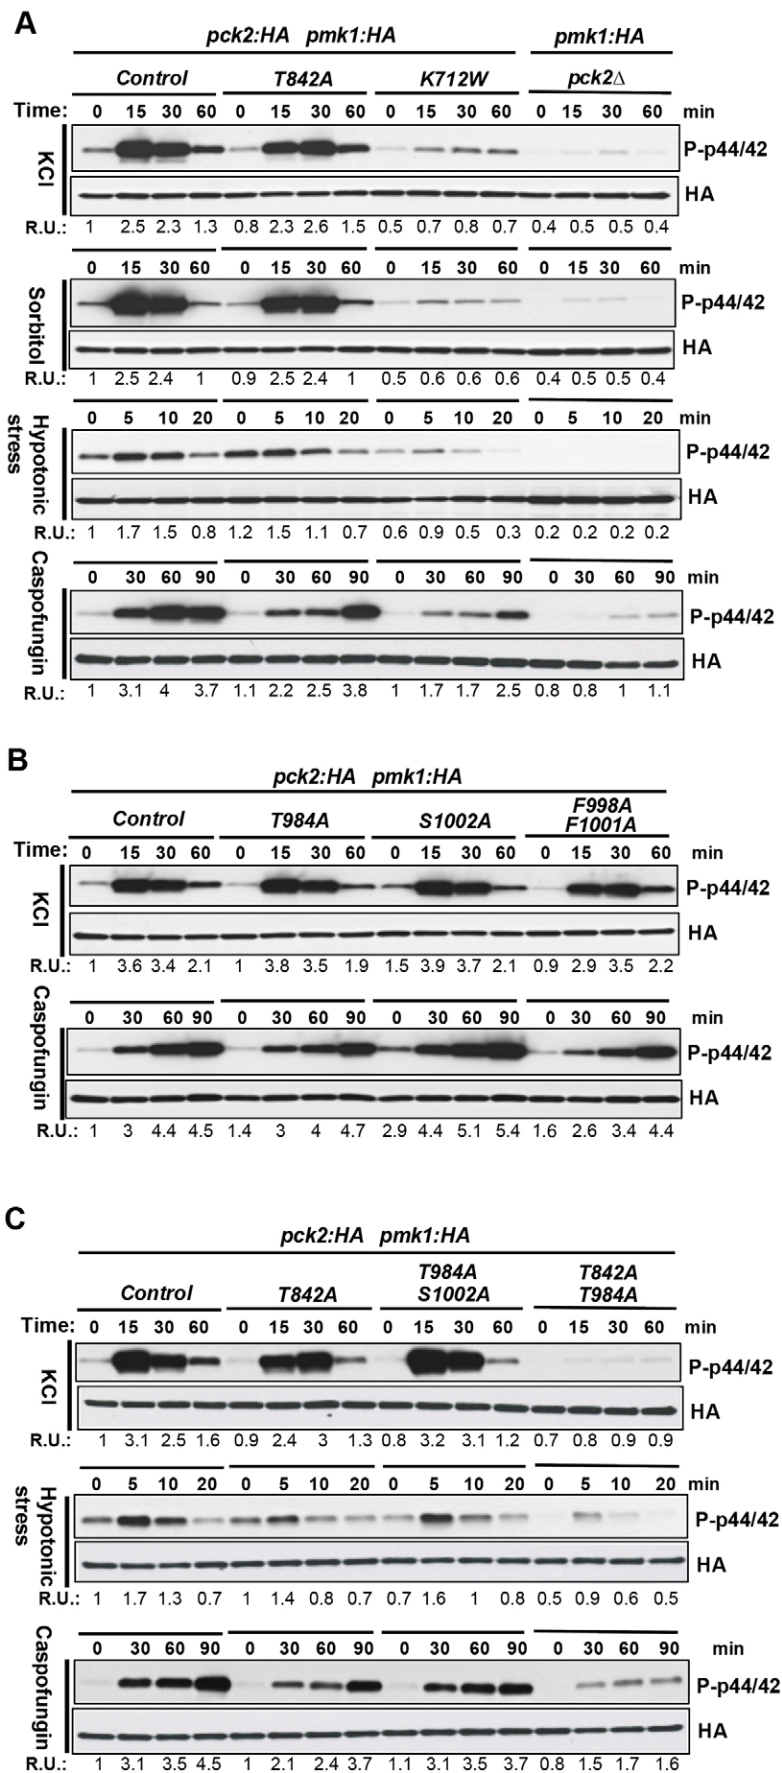 A
pck2:HA pmk1:HA pmk1:HA
Control T842A K712W pck2Δ
Time: 0 15 30 60 0 15 30 60 0 15 30 60 0 15 30 60 min
KCl
P-p44/42
HA
R.U.: 1 2.5 2.3 1.3 0.8 2.3 2.6 1.5 0.5 0.7 0.8 0.7 0.4 0.5 0.5 0.4
0 15 30 60 0 15 30 60 0 15 30 60 0 15 30 60 min
Sorbitol
P-p44/42
HA
R.U.: 1 2.5 2.4 1 0.9 2.5 2.4 1 0.5 0.6 0.6 0.6 0.4 0.5 0.5 0.4
0 5 10 20 0 5 10 20 0 5 10 20 0 5 10 20 min
Hypotonic
stress
P-p44/42
HA
R.U.: 1 1.7 1.5 0.8 1.2 1.5 1.1 0.7 0.6 0.9 0.5 0.3 0.2 0.2 0.2 0.2
0 30 60 90 0 30 60 90 0 30 60 90 0 30 60 90 min
Caspofungin
P-p44/42
HA
R.U.: 1 3.1 4 3.7 1.1 2.2 2.5 3.8 1 1.7 1.7 2.5 0.8 0.8 1 1.1
B
pck2:HA pmk1:HA
Control T984A S1002A F998A
F1001A
Time: 0 15 30 60 0 15 30 60 0 15 30 60 0 15 30 60 min
KCl
P-p44/42
HA
R.U.: 1 3.6 3.4 2.1 1 3.8 3.5 1.9 1.5 3.9 3.7 2.1 0.9 2.9 3.5 2.2
0 30 60 90 0 30 60 90 0 30 60 90 0 30 60 90 min
Caspofungin
P-p44/42
HA
R.U.: 1 3 4.4 4.5 1.4 3 4 4.7 2.9 4.4 5.1 5.4 1.6 2.6 3.4 4.4
C
pck2:HA pmk1:HA
T984A T842A
Control T842A S1002A T984A
Time: 0 15 30 60 0 15 30 60 0 15 30 60 0 15 30 60 min
KCl
P-p44/42
HA
R.U.: 1 3.1 2.5 1.6 0.9 2.4 3 1.3 0.8 3.2 3.1 1.2 0.7 0.8 0.9 0.9
0 5 10 20 0 5 10 20 0 5 10 20 0 5 10 20 min
Hypotonic
stress
P-p44/42
HA
R.U.: 1 1.7 1.3 0.7 1 1.4 0.8 0.7 0.7 1.6 1 0.8 0.5 0.9 0.6 0.5
0 30 60 90 0 30 60 90 0 30 60 90 0 30 60 90 min
Caspofungin
P-p44/42
HA
R.U.: 1 3.1 3.5 4.5 1 2.1 2.4 3.7 1.1 3.1 3.5 3.7 0.8 1.5 1.7 1.6